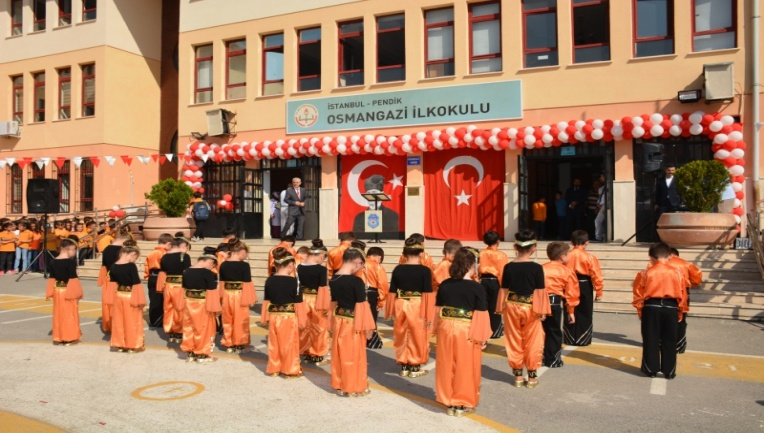 İSTANBUL - PENDİK
OSMANGAZİ İLKOKULU